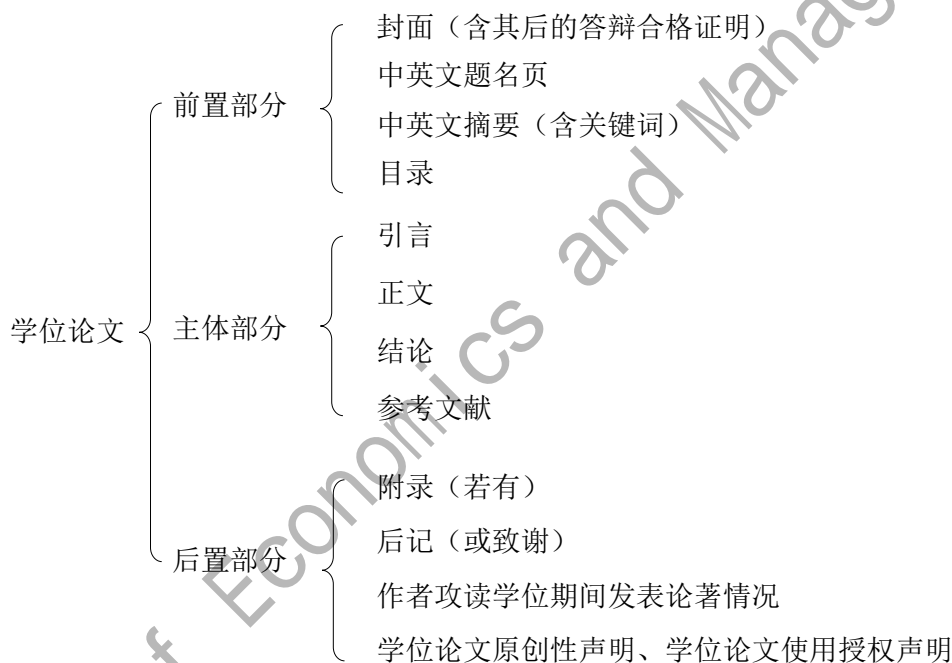 封面（含其后的答辩合格证明）
中英文题名页
前置部分
中英文摘要（含关键词）
目录
引言
正文
学位论文
主体部分
结论
参考文献
附录（若有）
后记（或致谢）
后置部分
作者攻读学位期间发表论著情况
学位论文原创性声明、学位论文使用授权声明
f Economics and Manag